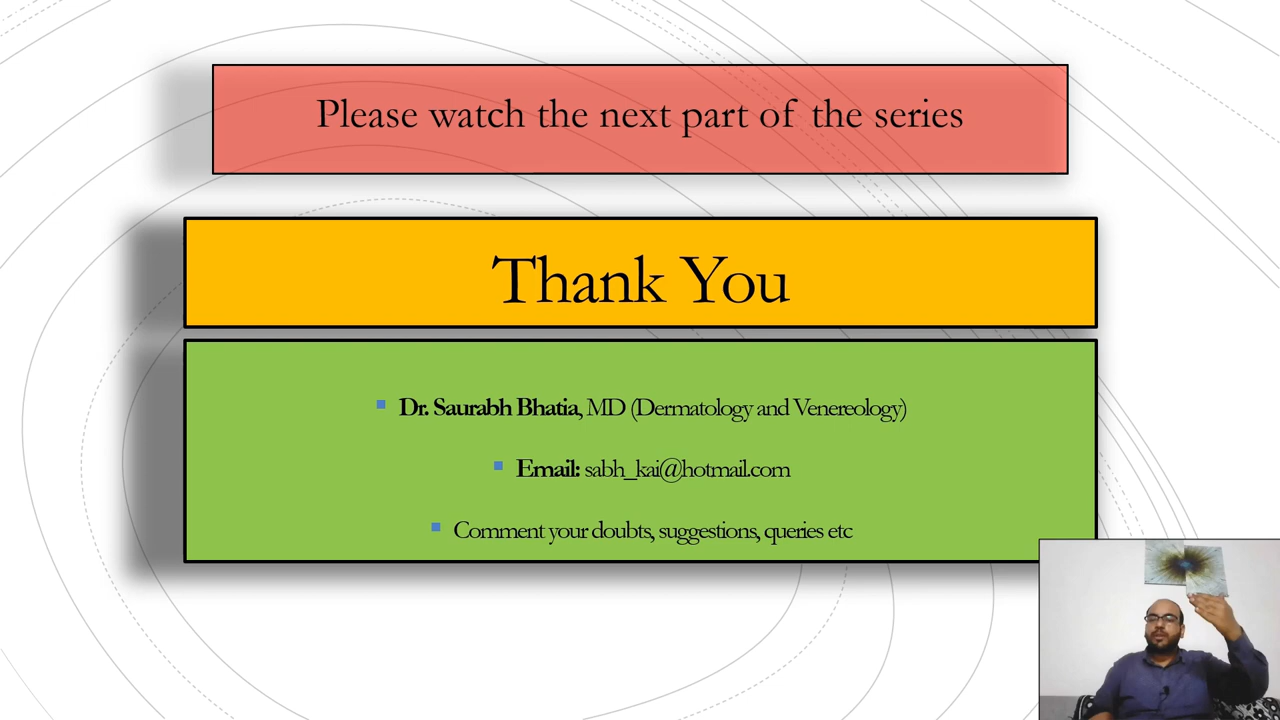 Please watch the next part of the series
Thank You
Dr. Saurabh Bhatia, MD (Dermatology and Venereology)
Email: sabh_kai@hotmail.com
Comment your doubts, suggestions, queries etc